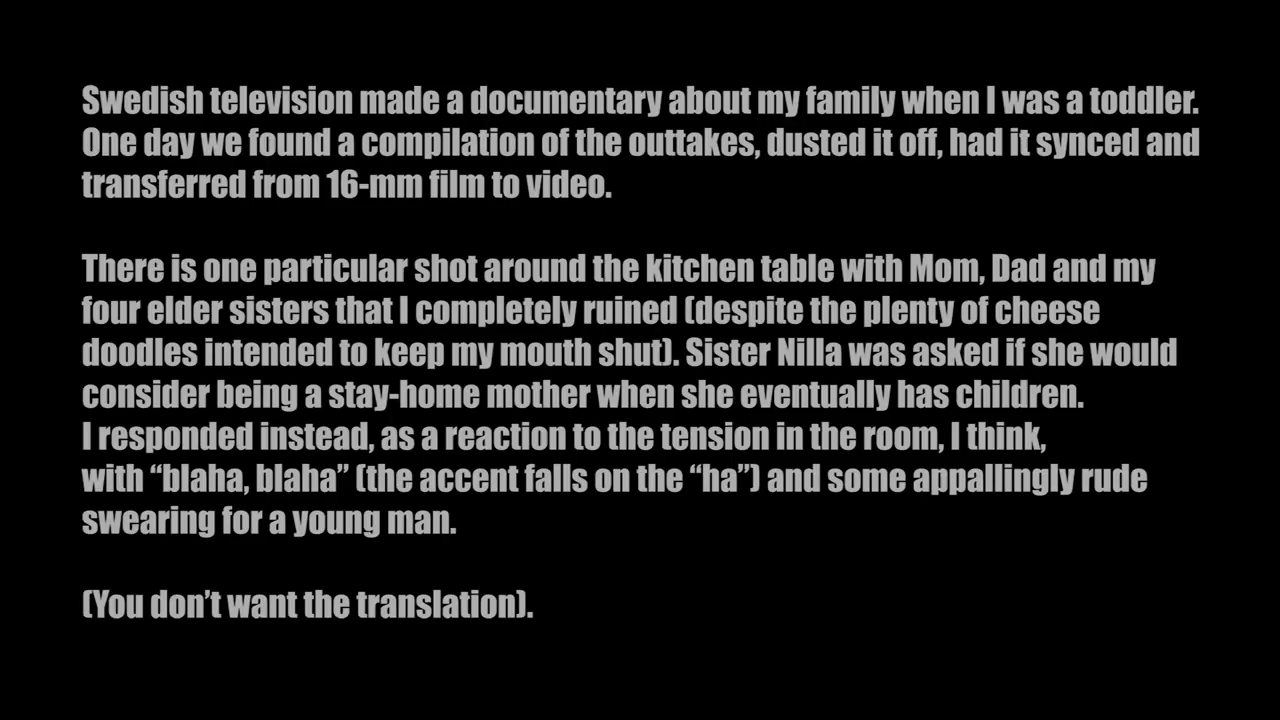 Swedish television made a documentary about my family when I was a toddler.
One day we found a compilation of the outtakes, dusted it off, had it synced and
transferred from 16-mm film to video.
There is one particular shot around the kitchen table with Mom, Dad and my
four elder sisters that I completely ruined (despite the plenty of cheese
doodles intended to keep my mouth shut). Sister Nilla was asked if she would
consider being a stay-home mother when she eventually has children.
I responded instead, as a reaction to the tension in the room, I think,
with “blaha, blaha” (the accent falls on the “ha”) and some appallingly rude
swearing for a young man.
(You don’t want the translation).